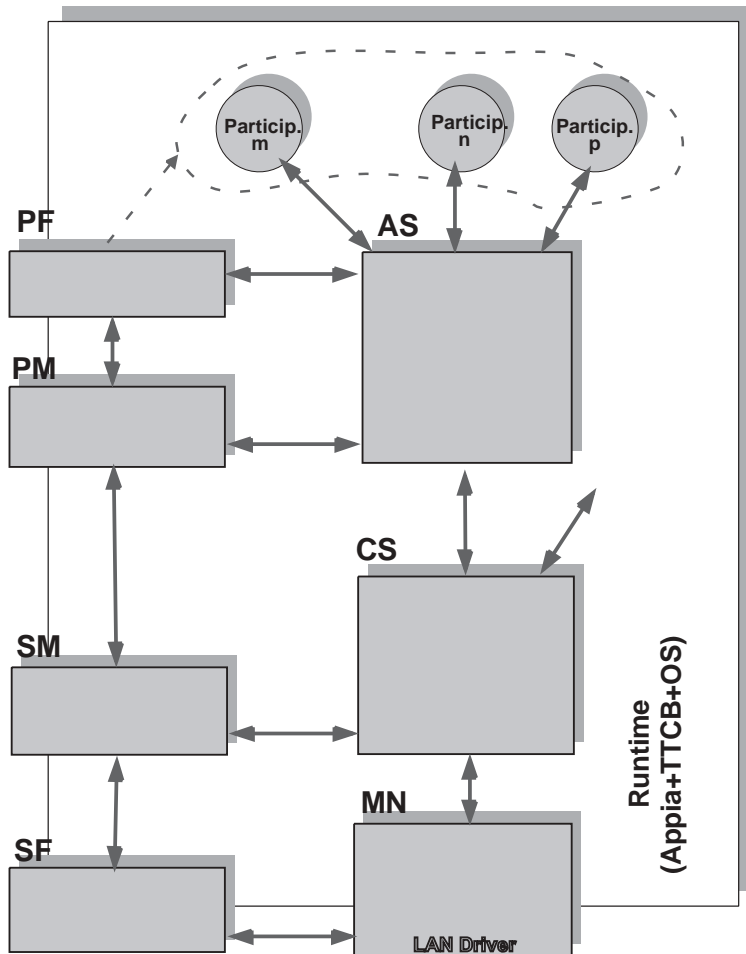 Particip.
m
Particip.
n
Particip.
p
PF
AS
PM
CS
SM
Runtime
(Appia+TTCB+OS)
MN
SF
LAN Driver